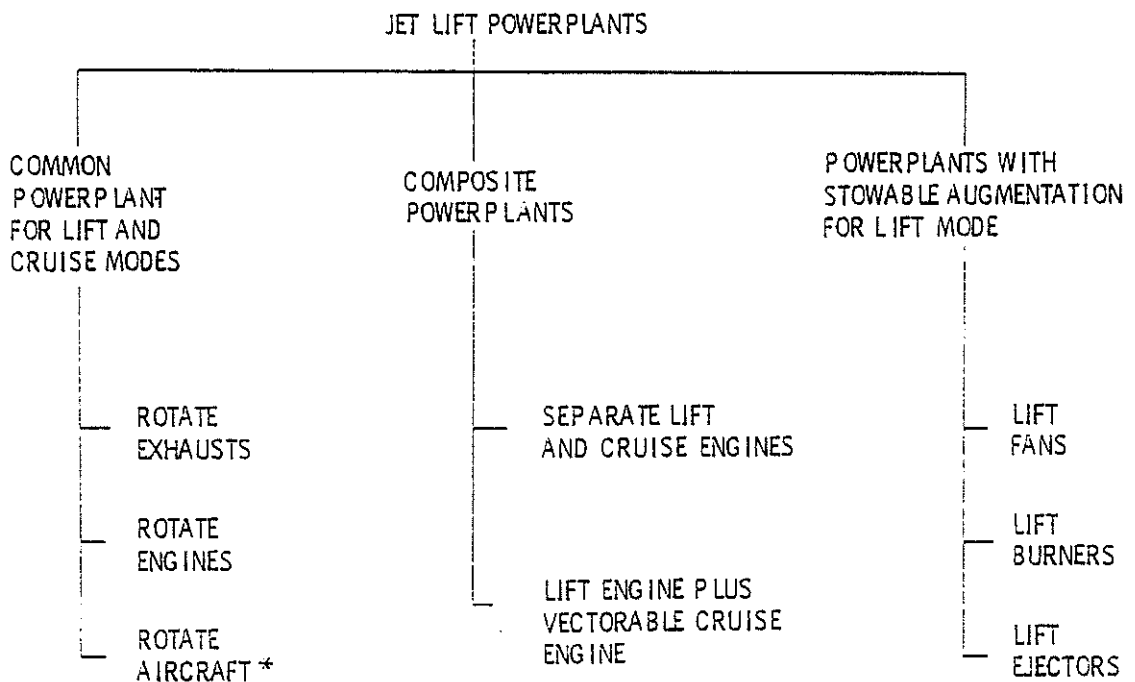 JET LIFT POWERPLANTS
COMMON
POWERPLANT
FOR LIFT AND
CRUISE MODES
ROTATE
EXHAUSTS
ROTATE
ENGINES
ROTATE
AIRCRAFT *
COMPOSITE
POWERPLANTS
SEPARATE LIFT
AND CRUISE ENGINES
LIFT ENGINE PLUS
VECTORABLE CRUISE
ENGINE
POWERPLANTS WITH
STOWABLE AUGMENTATION
FOR LIFT MODE
LIFT
FANS
LIFT
BURNERS
LIFT
EJECTORS